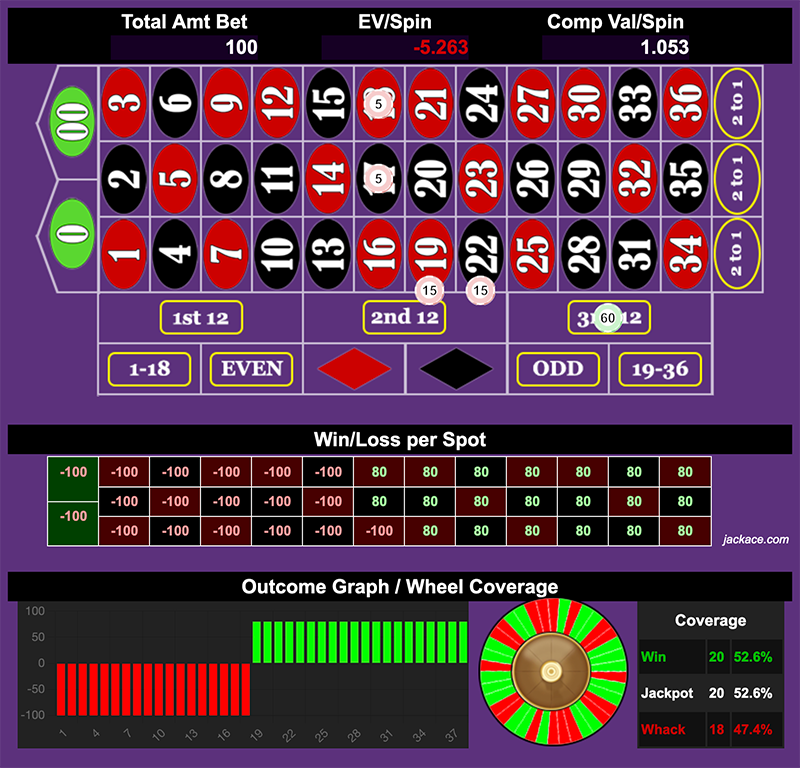 Total Amt Bet EV/Spin Comp Val/Spin
100 -5.263 1.053
00 3 6 9 12 15 5 21 24 27 30 33 36 2 to 1
2 5 8 11 14 5 20 23 26 29 32 35 2 to 1
0 1 4 7 10 13 16 19 22 25 28 31 34 2 to 1
15 15
1st 12 2nd 12 60 12
1-18 EVEN ODD 19-36
Win/Loss per Spot
-100 -100 -100 -100 -100 -100 80 80 80 80 80 80 80
-100 -100 -100 -100 -100 80 80 80 80 80 80 80
-100 -100 -100 -100 -100 -100 -100 80 80 80 80 80 80
jackace.com
Outcome Graph / Wheel Coverage
100
50
0
-50
-100
1 4 7 10 13 16 19 22 25 28 31 34 37
Coverage
Win 20 52.6%
Jackpot 20 52.6%
Whack 18 47.4%